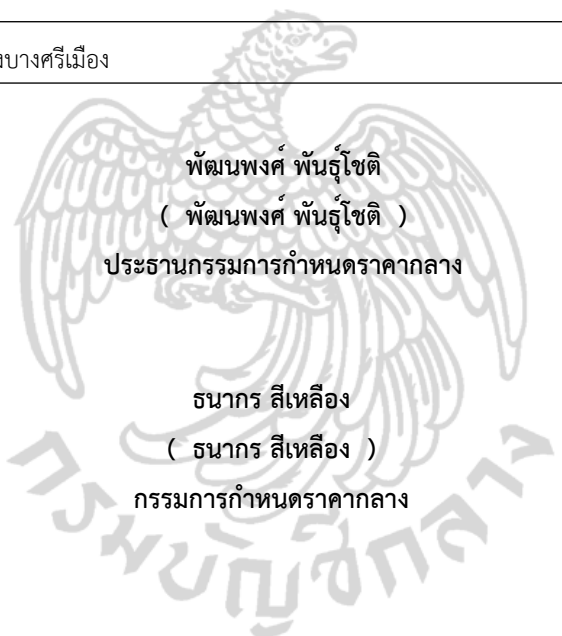 งบางศรีเมือง
พัฒนพงศ์ พันธุ์โชติ
( พัฒนพงศ์ พันธุ์โชติ )
ประธานกรรมการกำหนดราคากลาง
ธนากร สีเหลือง
( ธนากร สีเหลือง )
กรรมการกำหนดราคากลาง
กรมบัญชีกลาง